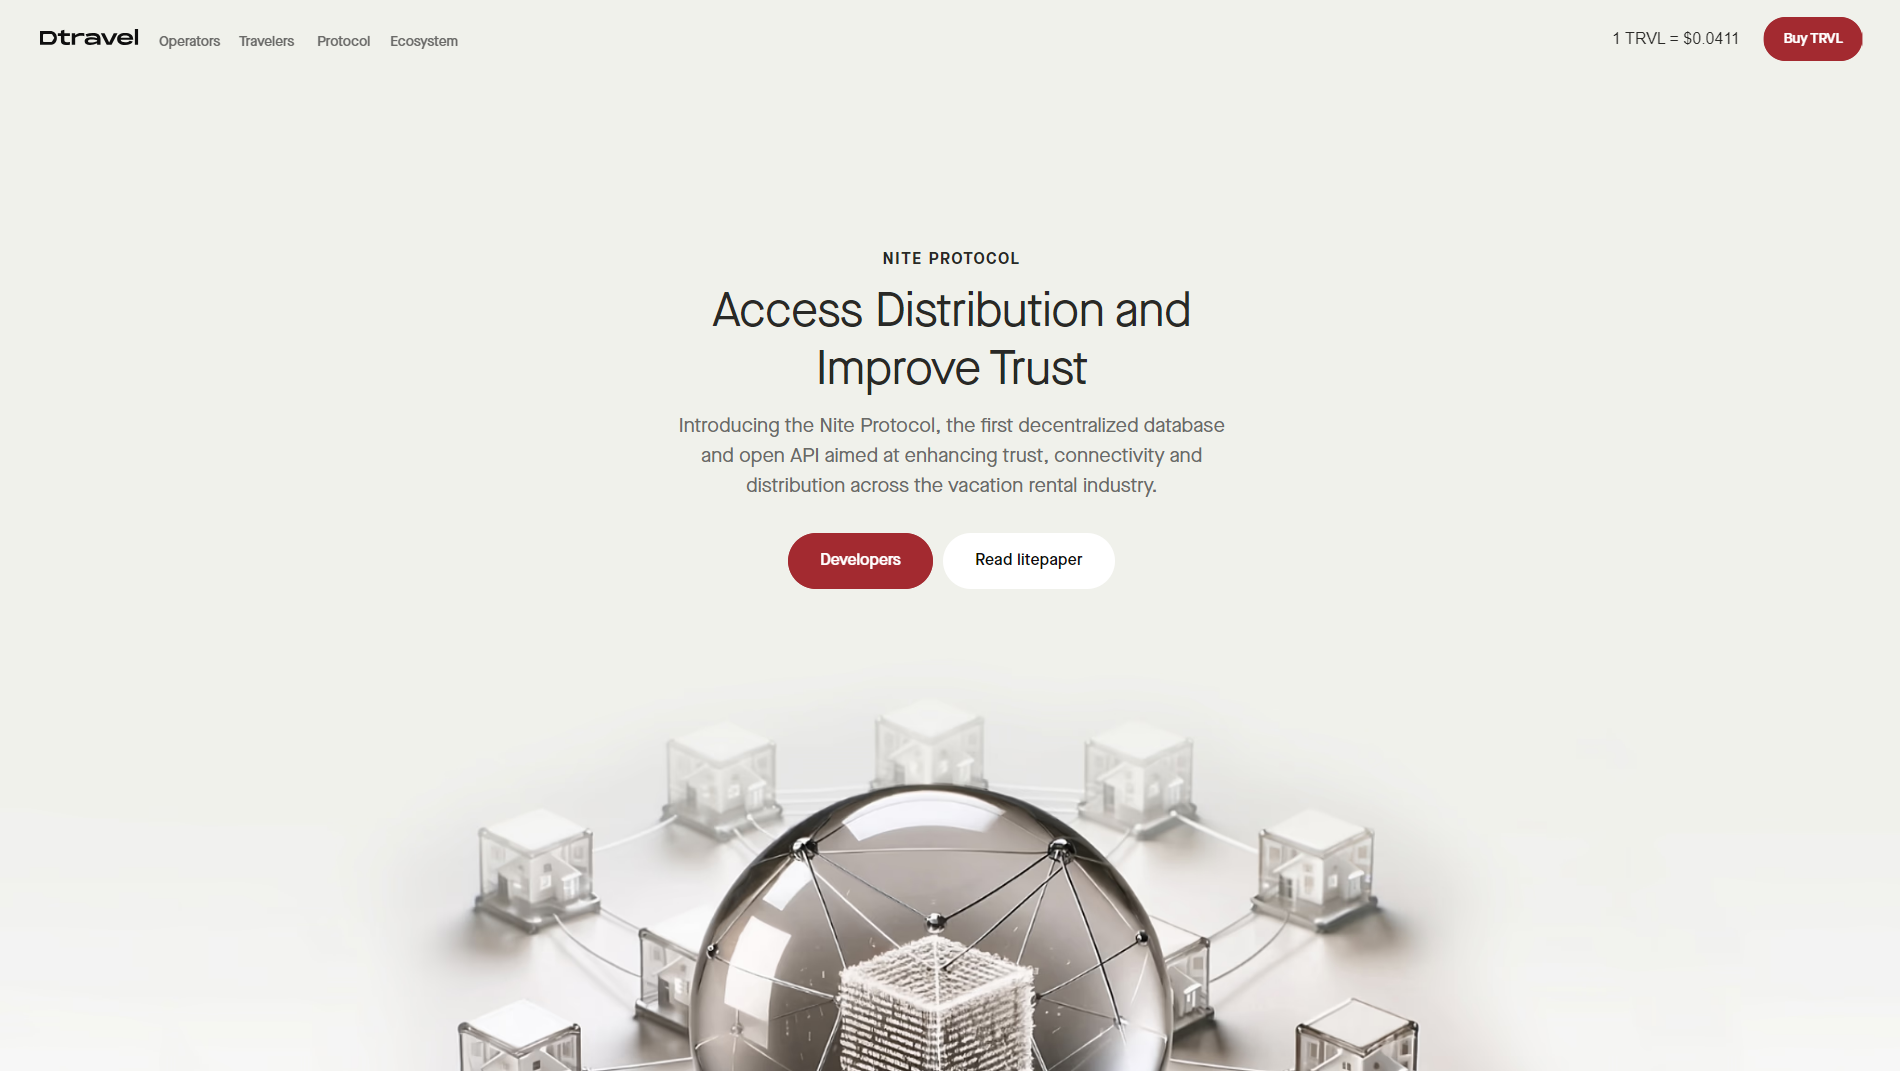 Dtravel
Operators
Travelers
Protocol
Ecosystem
1 TRVL = $0.0411
Buy TRVL
NITE PROTOCOL
Access Distribution and
Improve Trust
Introducing the Nite Protocol, the first decentralized database
and open API aimed at enhancing trust, connectivity and
distribution across the vacation rental industry.
Developers
Read litepaper